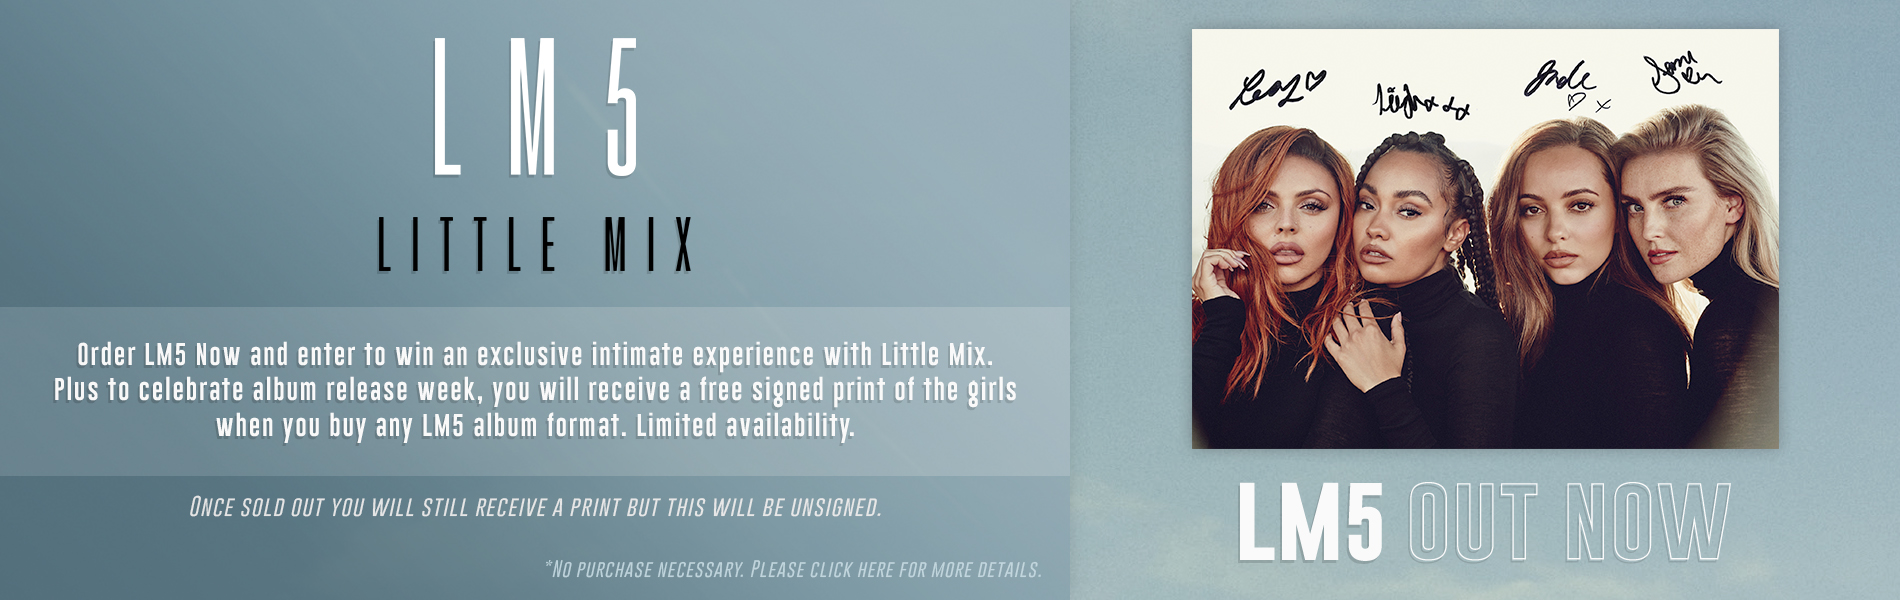 LM5
LITTLE MIX
Order LM5 Now and enter to win an exclusive intimate experience with Little Mix.
Plus to celebrate album release week, you will receive a free signed print of the girls
when you buy any LM5 album format. Limited availability.
ONCE SOLD OUT YOU WILL STILL RECEIVE A PRINT BUT THIS WILL BE UNSIGNED.
*NO PURCHASE NECESSARY. PLEASE CLICK HERE FOR MORE DETAILS.
Jade
LM5 OUT NOW